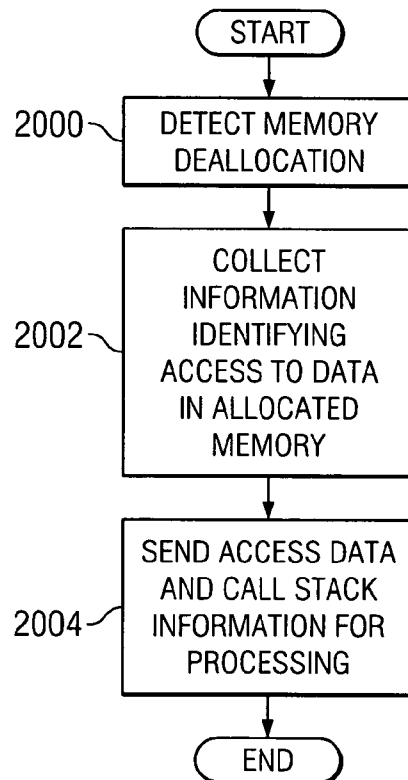 START
2000
DETECT MEMORY
DEALLOCATION
2002
COLLECT
INFORMATION
IDENTIFYING
ACCESS TO DATA
IN ALLOCATED
MEMORY
2004
SEND ACCESS DATA
AND CALL STACK
INFORMATION FOR
PROCESSING
END